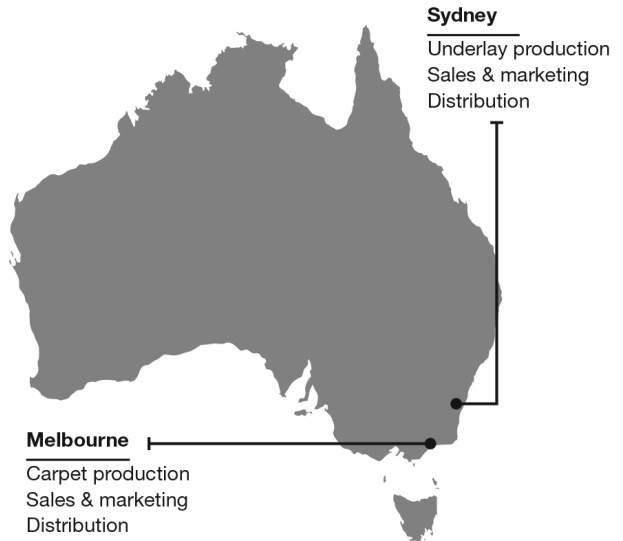 Sydney
Underlay production
Sales & marketing
Distribution
Melbourne
Carpet production
Sales & marketing
Distribution